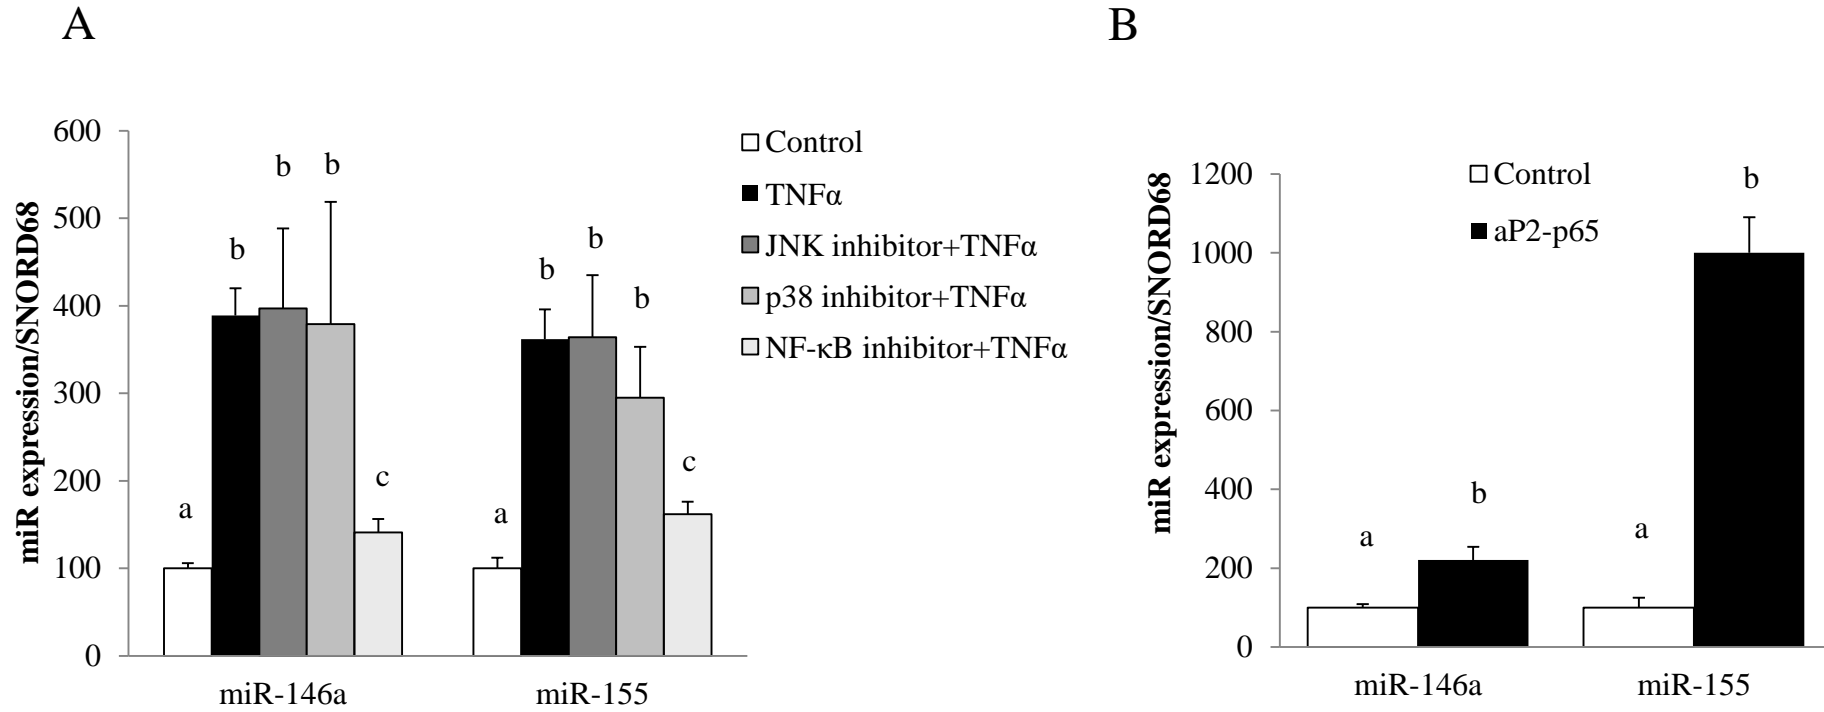 A
miR expression/SNORD68
600
500
400
300
200
100
0
a
b
b
b
c
a
b
b
b
c
miR-146a
miR-155
Control
TNFα
JNK inhibitor+TNFα
p38 inhibitor+TNFα
NF-κB inhibitor+TNFα
B
miR expression/SNORD68
1200
1000
800
600
400
200
0
a
b
a
b
miR-146a
miR-155
Control
aP2-p65